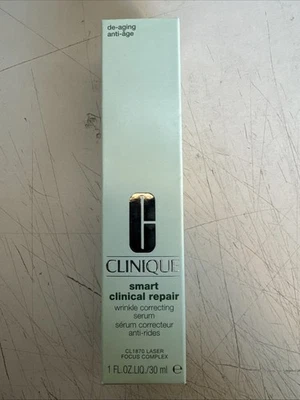 de-aging
anti-âge
CLINIQUE
smart
clinical repair
wrinkle correcting
serum
sérum correcteur
anti-rides
CL1870 LASER
FOCUS COMPLEX
1 FL.OZ.LIQ./30 ml ℮